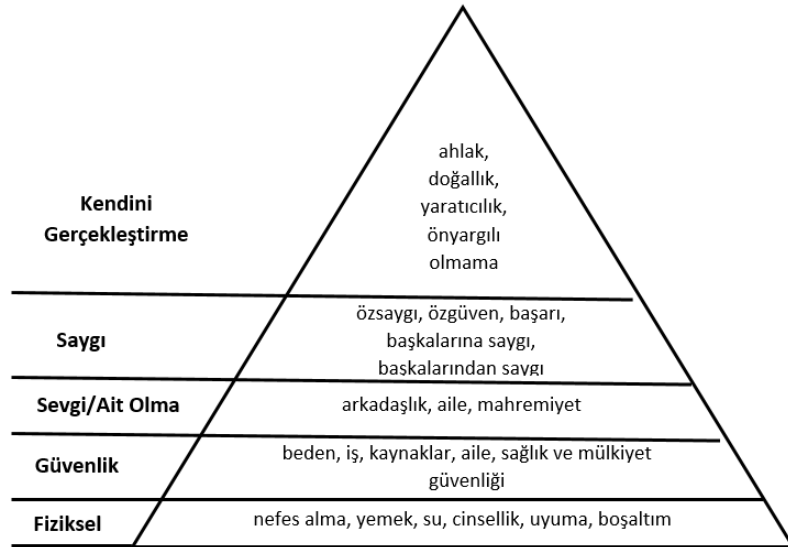 Kendini
Gerçekleştirme
ahlak,
doğallık,
yaratıcılık,
önyargılı
olmama
Saygı
özsaygı, özgüven, başarı,
başkalarına saygı,
başkalarından saygı
Sevgi/Ait Olma
arkadaşlık, aile, mahremiyet
Güvenlik
beden, iş, kaynaklar, aile, sağlık ve mülkiyet
güvenliği
Fiziksel
nefes alma, yemek, su, cinsellik, uyuma, boşaltım